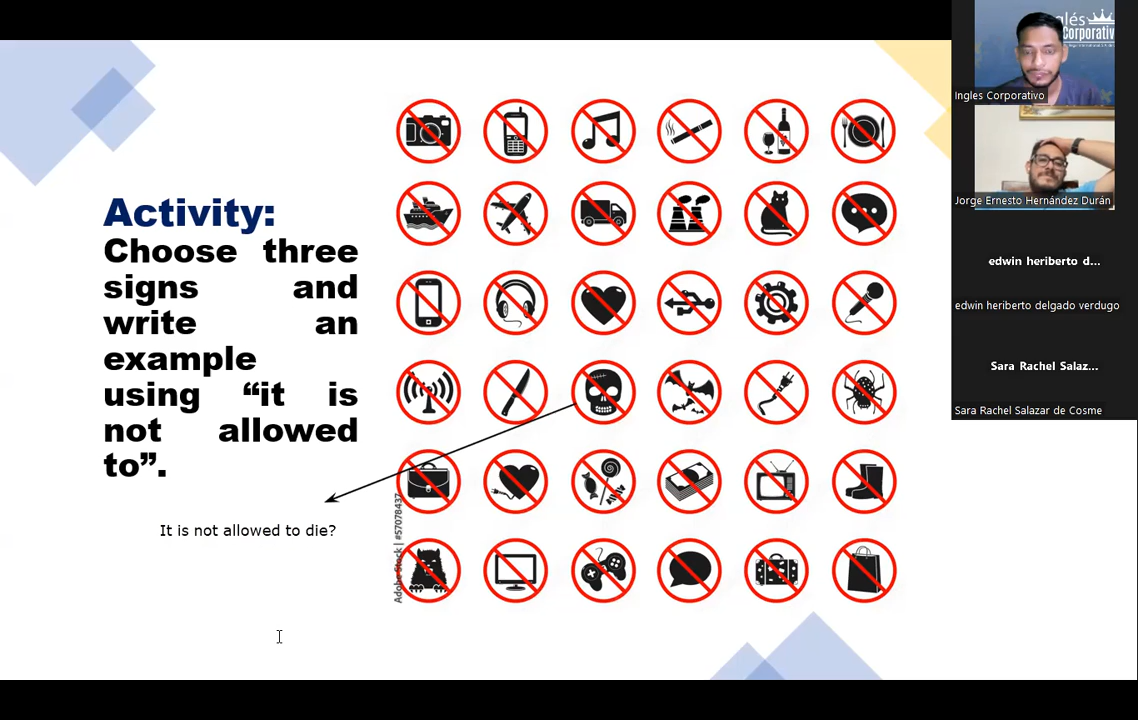 Activity:
Choose three
signs and
write an
example
using “it is
not allowed
to”.
It is not allowed to die?
Adobe Stock | #57078437
Ingles Corporativo
Jorge Ernesto Hernández Durán
edwin heriberto d...
edwin heriberto delgado verdugo
Sara Rachel Salaz...
Sara Rachel Salazar de Cosme